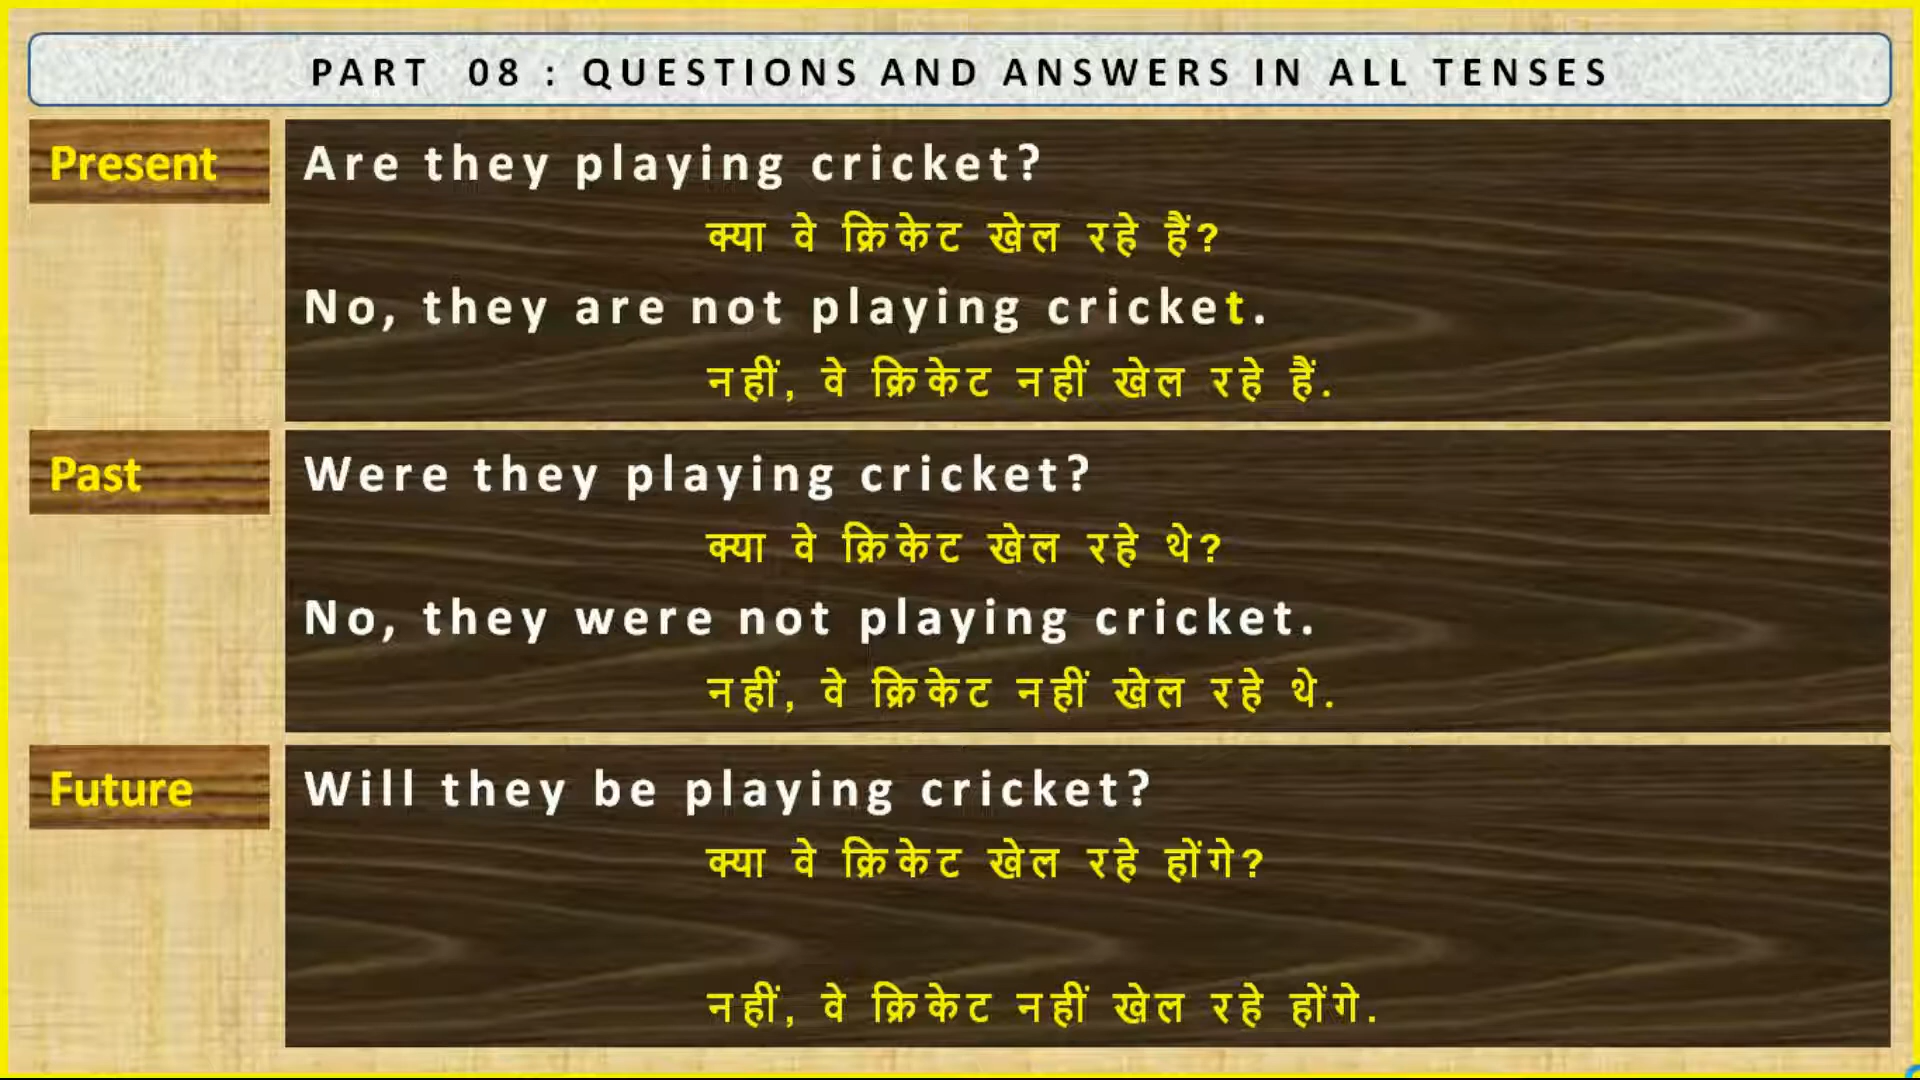 PART 08 : QUESTIONS AND ANSWERS IN ALL TENSES
Present
Are they playing cricket?
क्या वे क्रिकेट खेल रहे हैं?
No, they are not playing cricket.
नहीं, वे क्रिकेट नहीं खेल रहे हैं.
Past
Were they playing cricket?
क्या वे क्रिकेट खेल रहे थे?
No, they were not playing cricket.
नहीं, वे क्रिकेट नहीं खेल रहे थे.
Future
Will they be playing cricket?
क्या वे क्रिकेट खेल रहे होंगे?
नहीं, वे क्रिकेट नहीं खेल रहे होंगे.